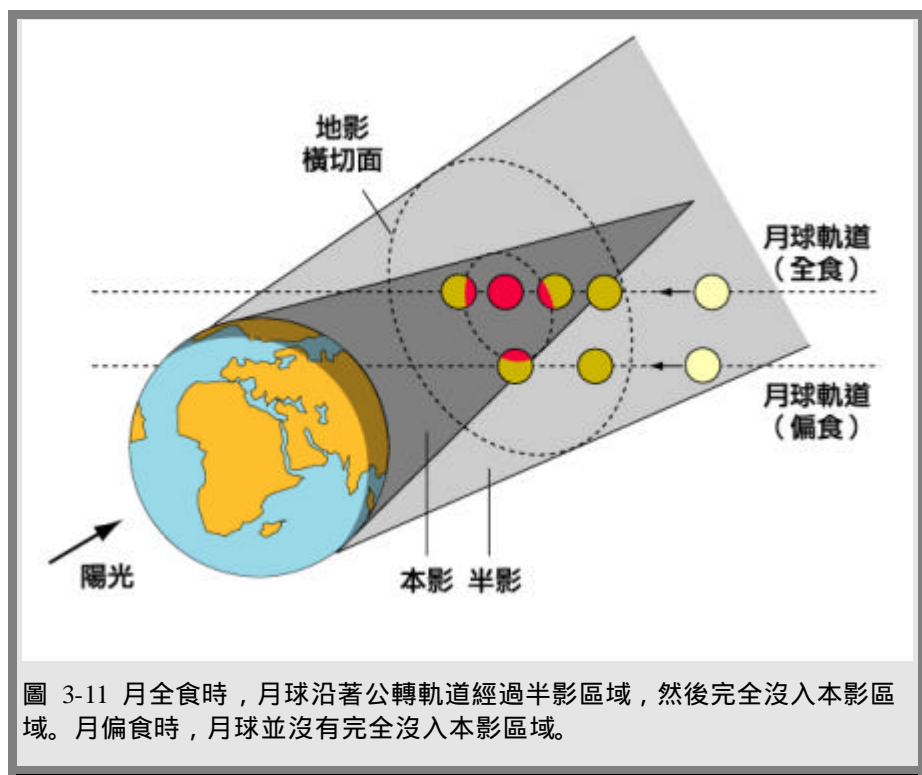 地影
橫切面
月球軌道
（全食）
月球軌道
（偏食）
陽光
本影 半影
圖 3-11 月全食時，月球沿著公轉軌道經過半影區域，然後完全沒入本影區
域。月偏食時，月球並沒有完全沒入本影區域。